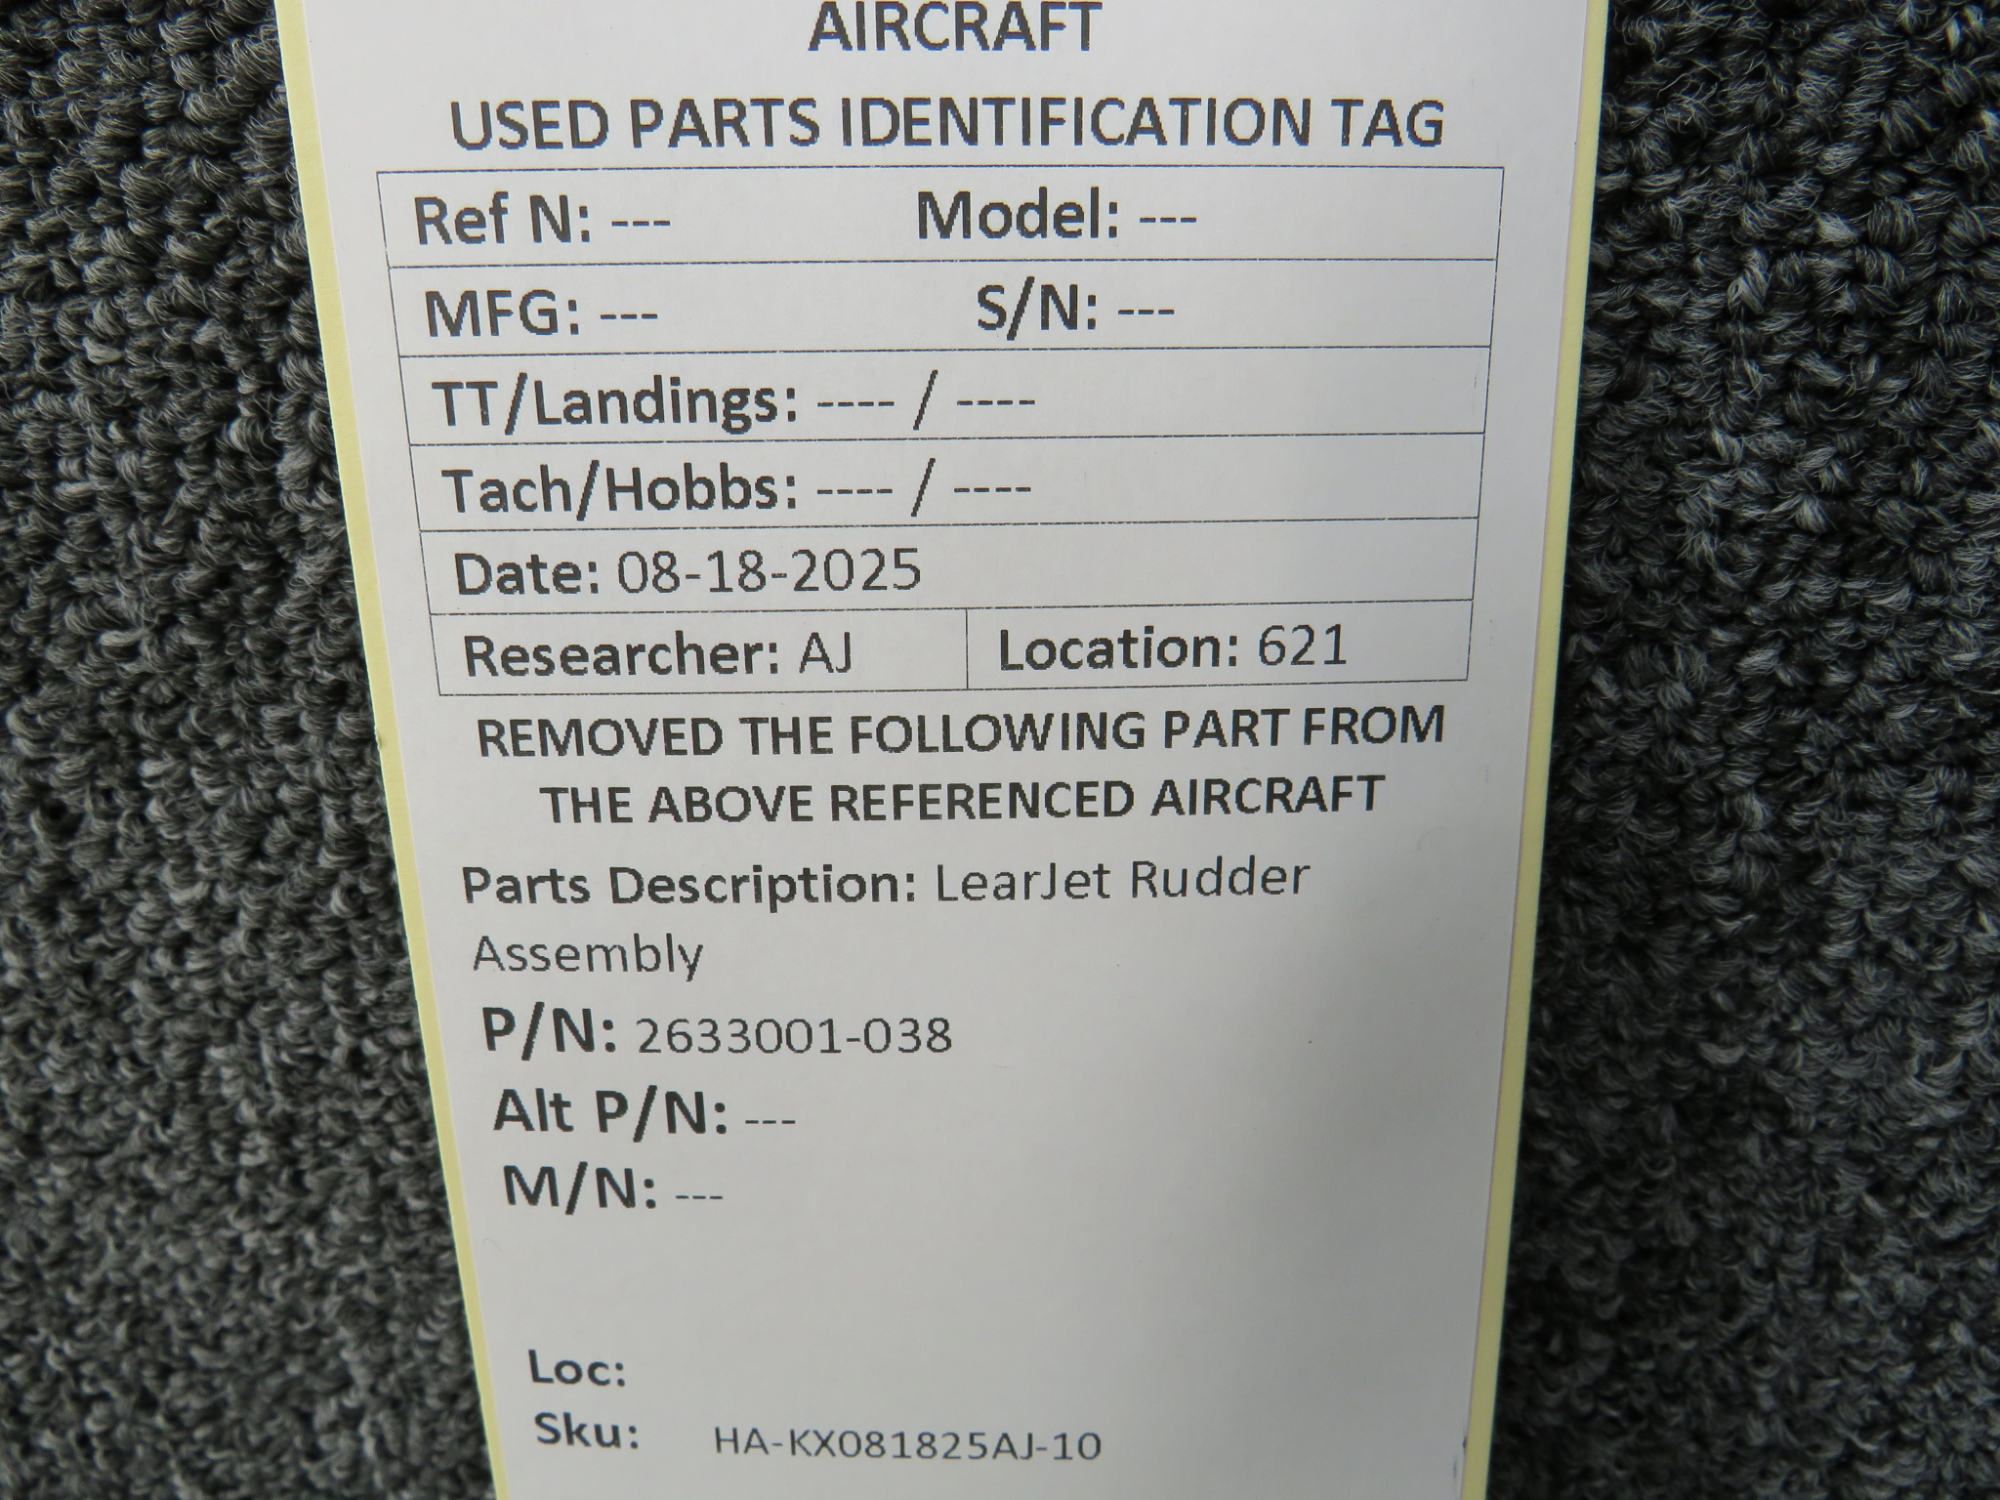 AIRCRAFT
USED PARTS IDENTIFICATION TAG
Ref N: --- Model: ---
MFG: --- S/N: ---
TT/Landings: ---- / ----
Tach/Hobbs: ---- / ----
Date: 08-18-2025
Researcher: AJ Location: 621
REMOVED THE FOLLOWING PART FROM
THE ABOVE REFERENCED AIRCRAFT
Parts Description: LearJet Rudder
Assembly
P/N: 2633001-038
Alt P/N: ---
M/N: ---
Loc:
Sku: HA-KX081825AJ-10